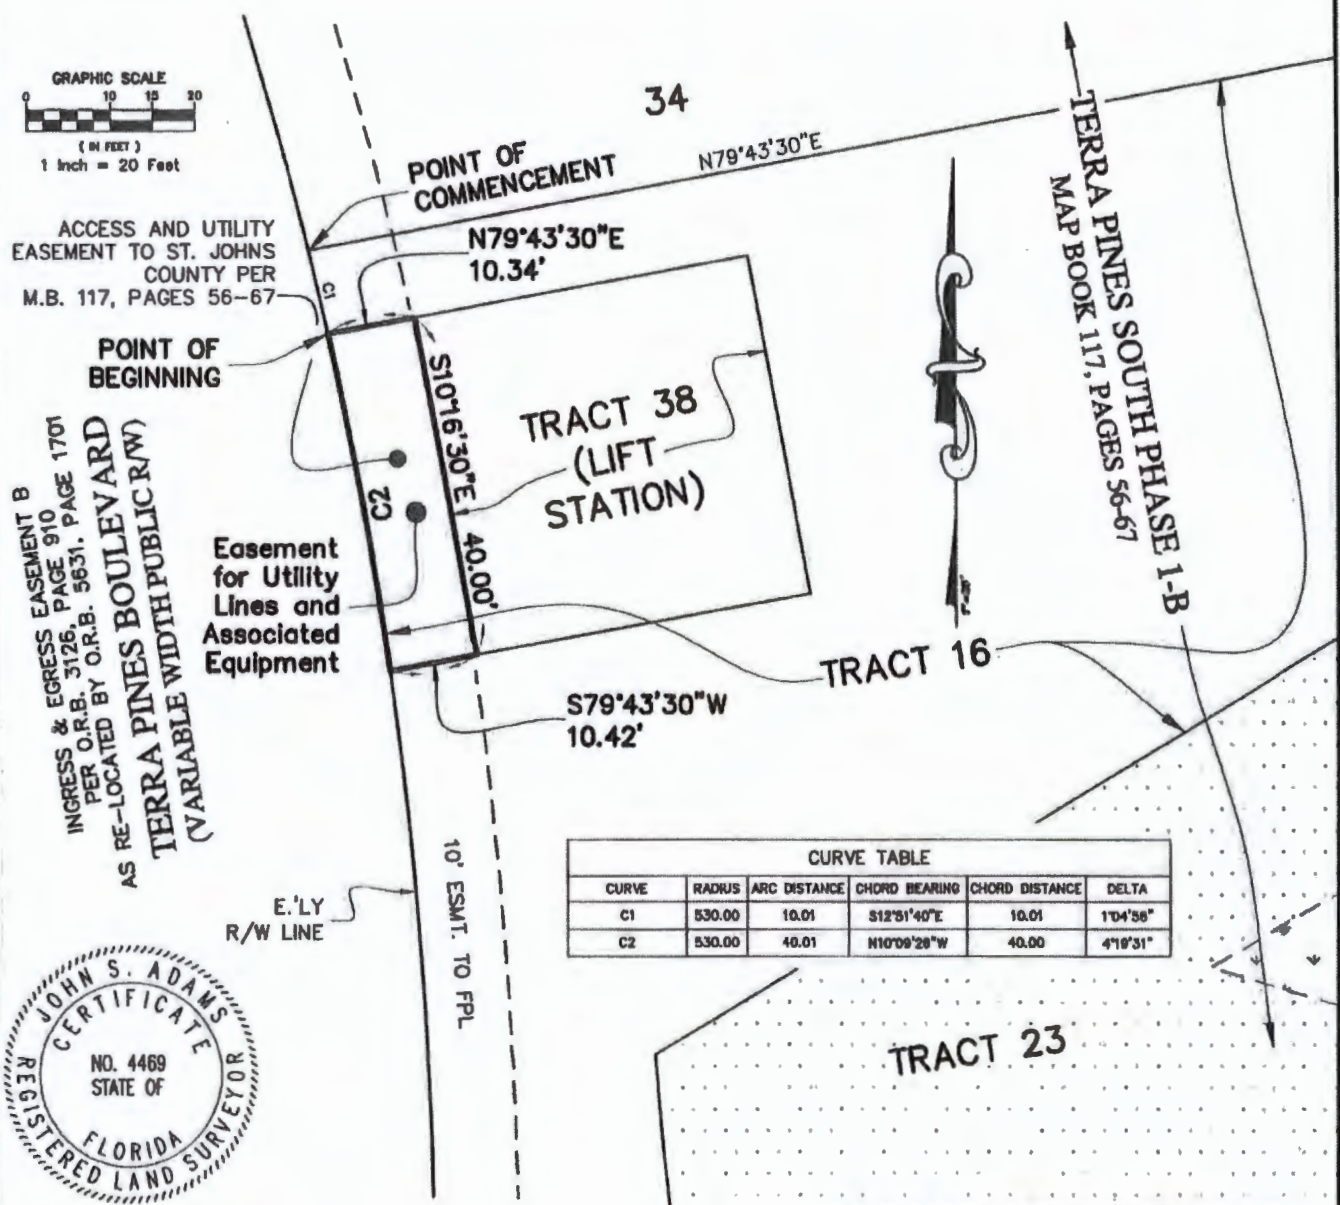 GRAPHIC SCALE
0 10 15 20
( IN FEET )
1 inch = 20 Feet
34
POINT OF
COMMENCEMENT
N79°43'30"E
ACCESS AND UTILITY
EASEMENT TO ST. JOHNS
COUNTY PER
M.B. 117, PAGES 56-67
N79°43'30"E
10.34'
C1
POINT OF
BEGINNING
TERRA PINES SOUTH PHASE 1-B
MAP BOOK 117, PAGES 56-67
S10°16'30"E 40.00'
C2
TRACT 38
(LIFT
STATION)
INGRESS & EGRESS EASEMENT B
PER O.R.B. 3126, PAGE 910
AS RE-LOCATED BY O.R.B. 5631, PAGE 1701
TERRA PINES BOULEVARD
(VARIABLE WIDTH PUBLIC R/W)
Easement
for Utility
Lines and
Associated
Equipment
TRACT 16
S79°43'30"W
10.42'
10' ESMT. TO FPL
E.'LY
R/W LINE
CURVE TABLE
CURVE RADIUS ARC DISTANCE CHORD BEARING CHORD DISTANCE DELTA
C1 530.00 10.01 S12°51'40"E 10.01 1°04'56"
C2 530.00 40.01 N10°09'28"W 40.00 4°19'31"
TRACT 23
JOHN S. ADAMS
CERTIFICATE
NO. 4469
STATE OF
FLORIDA
REGISTERED LAND SURVEYOR